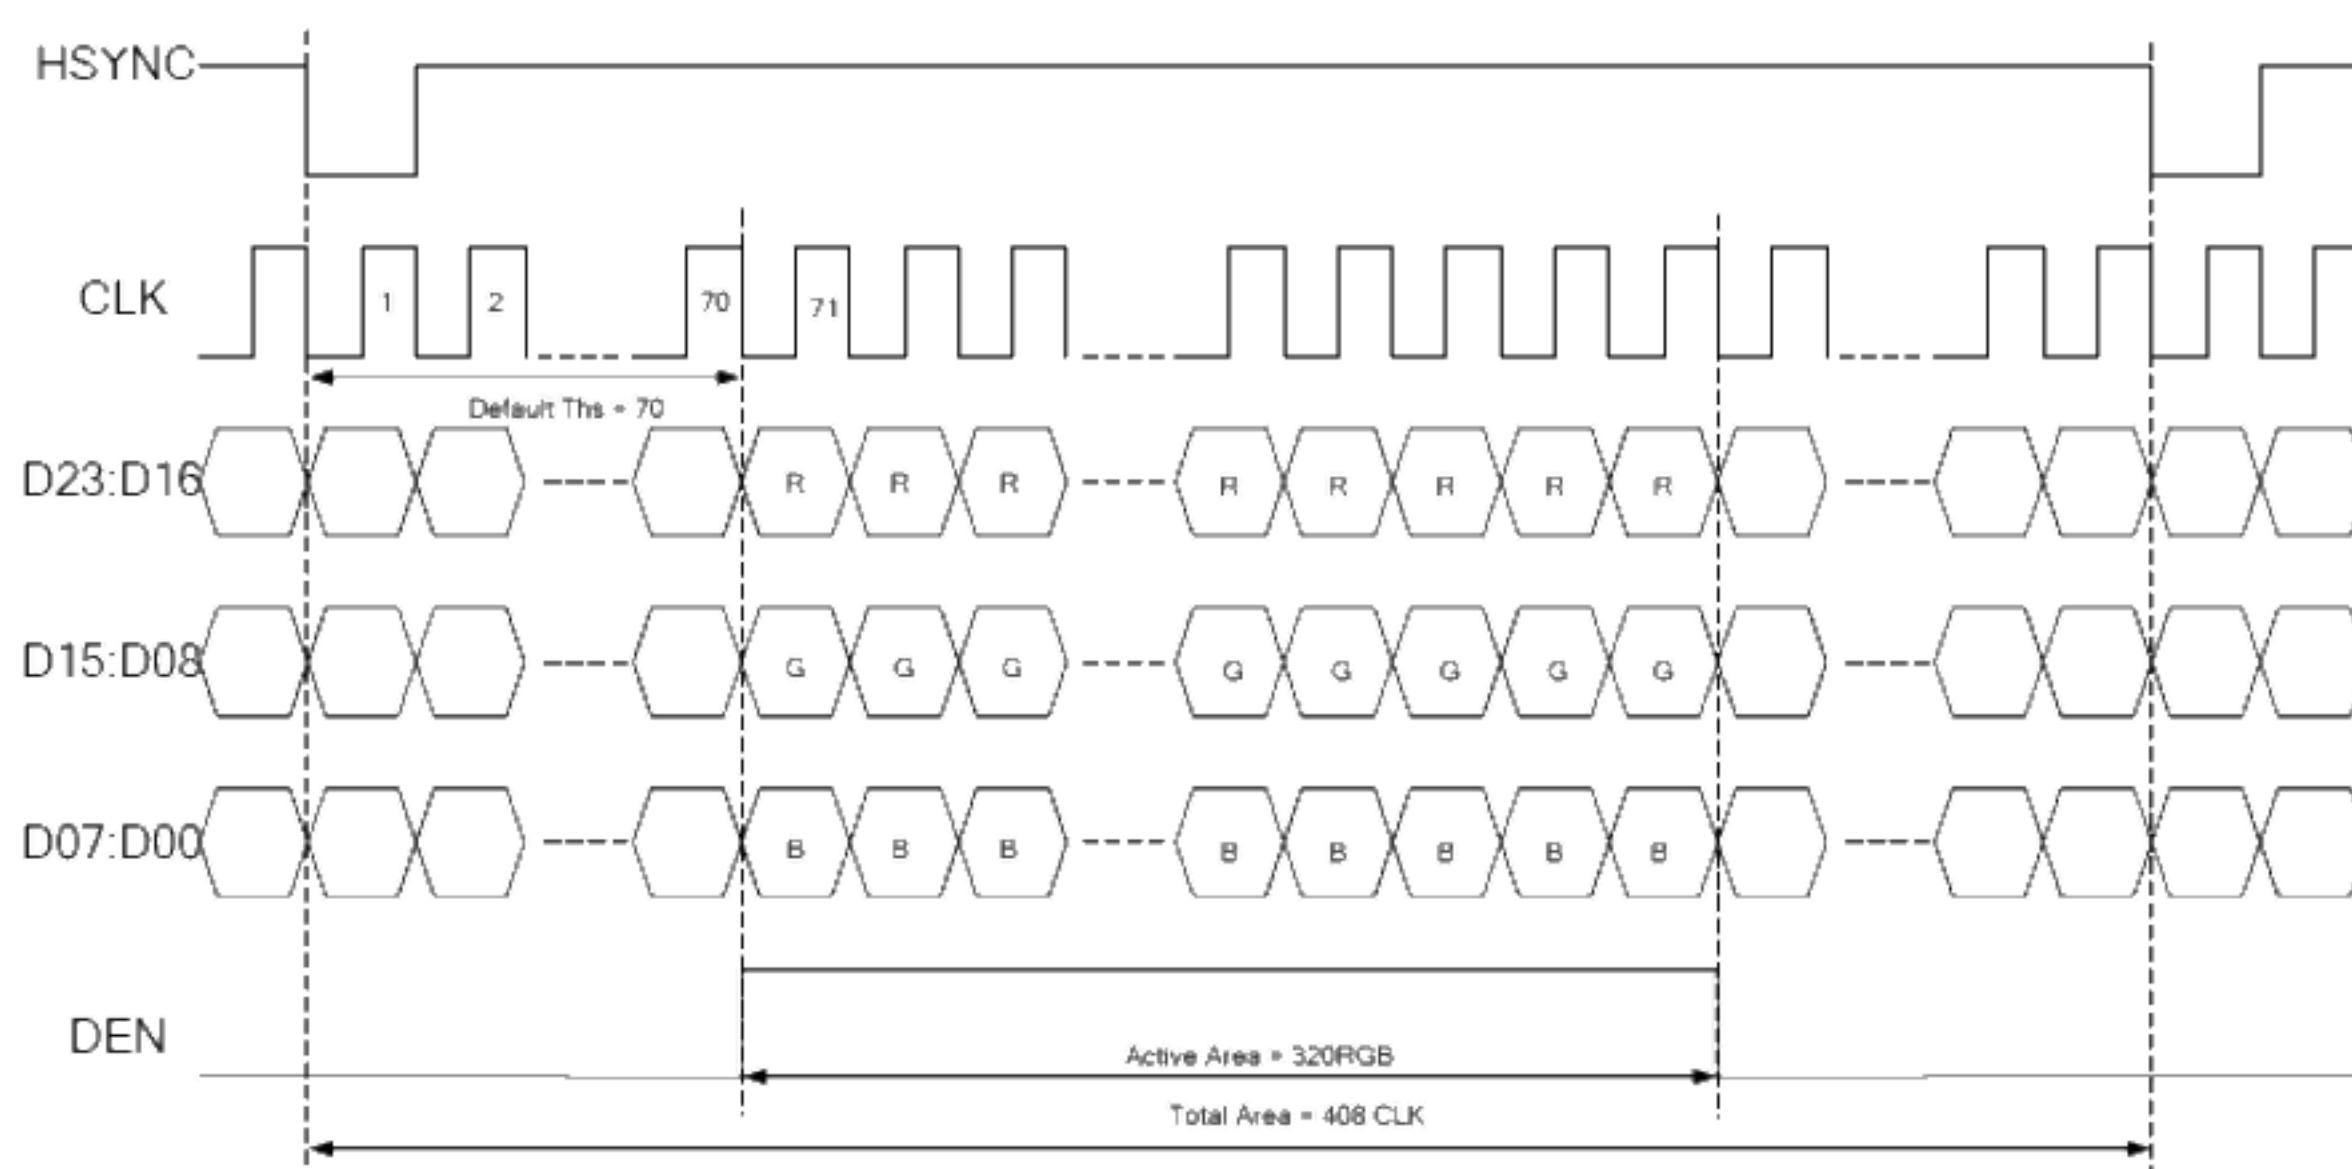 HSYNC
CLK
1 2 70 71
Default Ths = 70
D23:D16
R R R R R R R R
D15:D08
G G G G G G G G
D07:D00
B B B B B B B B
DEN
Active Area = 320RGB
Total Area = 408 CLK